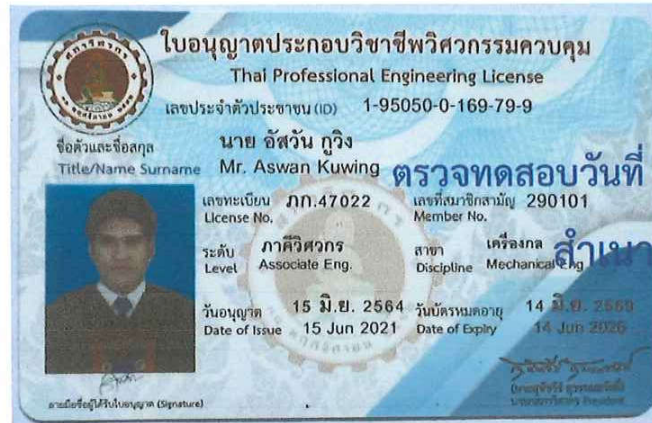 ใบอนุญาตประกอบวิชาชีพวิศวกรรมควบคุม
Thai Professional Engineering License
เลขประจำตัวประชาชน (ID) 1-95050-0-169-79-9
ชื่อตัวและชื่อสกุล นาย อัสวัน กูวิง
Title/Name Surname Mr. Aswan Kuwing
ตรวจทดสอบวันที่
เลขทะเบียน ภก.47022 เลขที่สมาชิกสามัญ 290101
License No. Member No.
ระดับ ภาคีวิศวกร สาขา เครื่องกล
Level Associate Eng. Discipline Mechanical Eng
สำเนา
วันอนุญาต 15 มิ.ย. 2564 วันบัตรหมดอายุ 14 มิ.ย. 2569
Date of Issue 15 Jun 2021 Date of Expiry 14 Jun 2026
ลายมือชื่อผู้ได้รับใบอนุญาต (Signature)
President